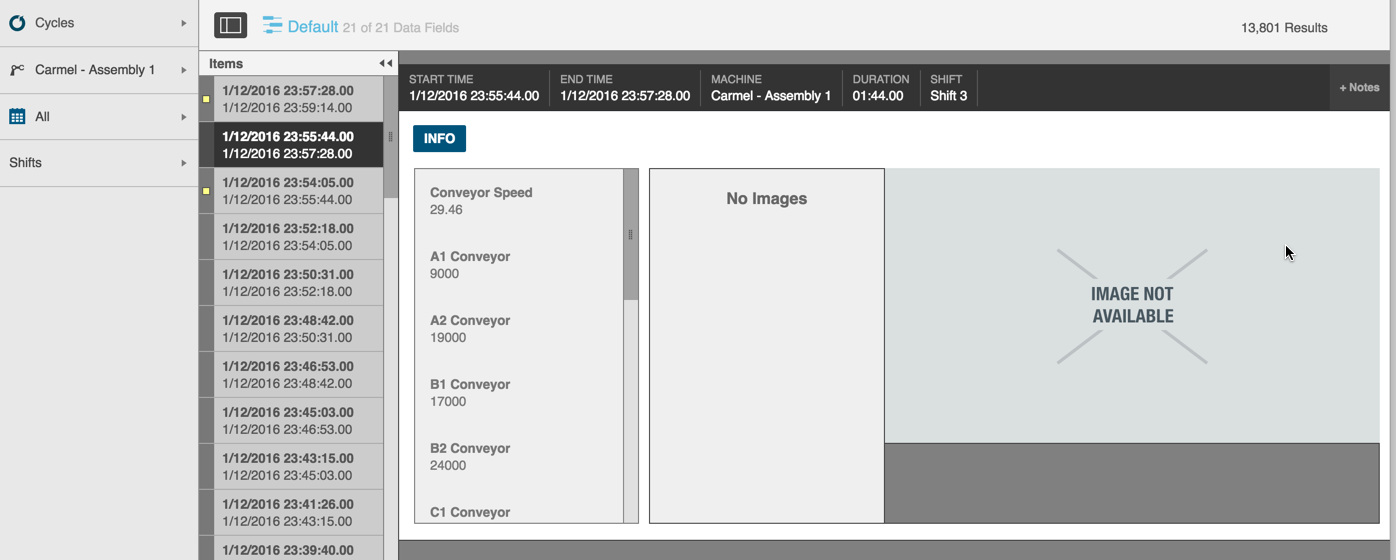 Cycles
Carmel - Assembly 1
All
Shifts
Default 21 of 21 Data Fields
13,801 Results
Items
1/12/2016 23:57:28.00
1/12/2016 23:59:14.00
1/12/2016 23:55:44.00
1/12/2016 23:57:28.00
1/12/2016 23:54:05.00
1/12/2016 23:55:44.00
1/12/2016 23:52:18.00
1/12/2016 23:54:05.00
1/12/2016 23:50:31.00
1/12/2016 23:52:18.00
1/12/2016 23:48:42.00
1/12/2016 23:50:31.00
1/12/2016 23:46:53.00
1/12/2016 23:48:42.00
1/12/2016 23:45:03.00
1/12/2016 23:46:53.00
1/12/2016 23:43:15.00
1/12/2016 23:45:03.00
1/12/2016 23:41:26.00
1/12/2016 23:43:15.00
1/12/2016 23:39:40.00
START TIME
1/12/2016 23:55:44.00
END TIME
1/12/2016 23:57:28.00
MACHINE
Carmel - Assembly 1
DURATION
01:44.00
SHIFT
Shift 3
+ Notes
INFO
Conveyor Speed
29.46
A1 Conveyor
9000
A2 Conveyor
19000
B1 Conveyor
17000
B2 Conveyor
24000
C1 Conveyor
No Images
IMAGE NOT
AVAILABLE